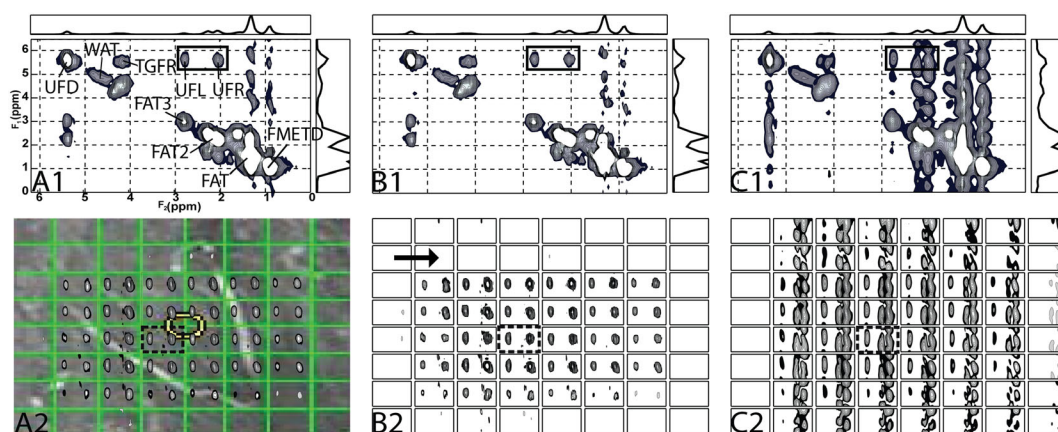 6
5
4
3
2
1
0
F₁(ppm)
WAT
TGFR
UFD
UFL
UFR
FAT3
FMETD
FAT2
FAT
A1
6
5
4
3
2
1
0
F₂(ppm)
B1
C1
A2
B2
C2